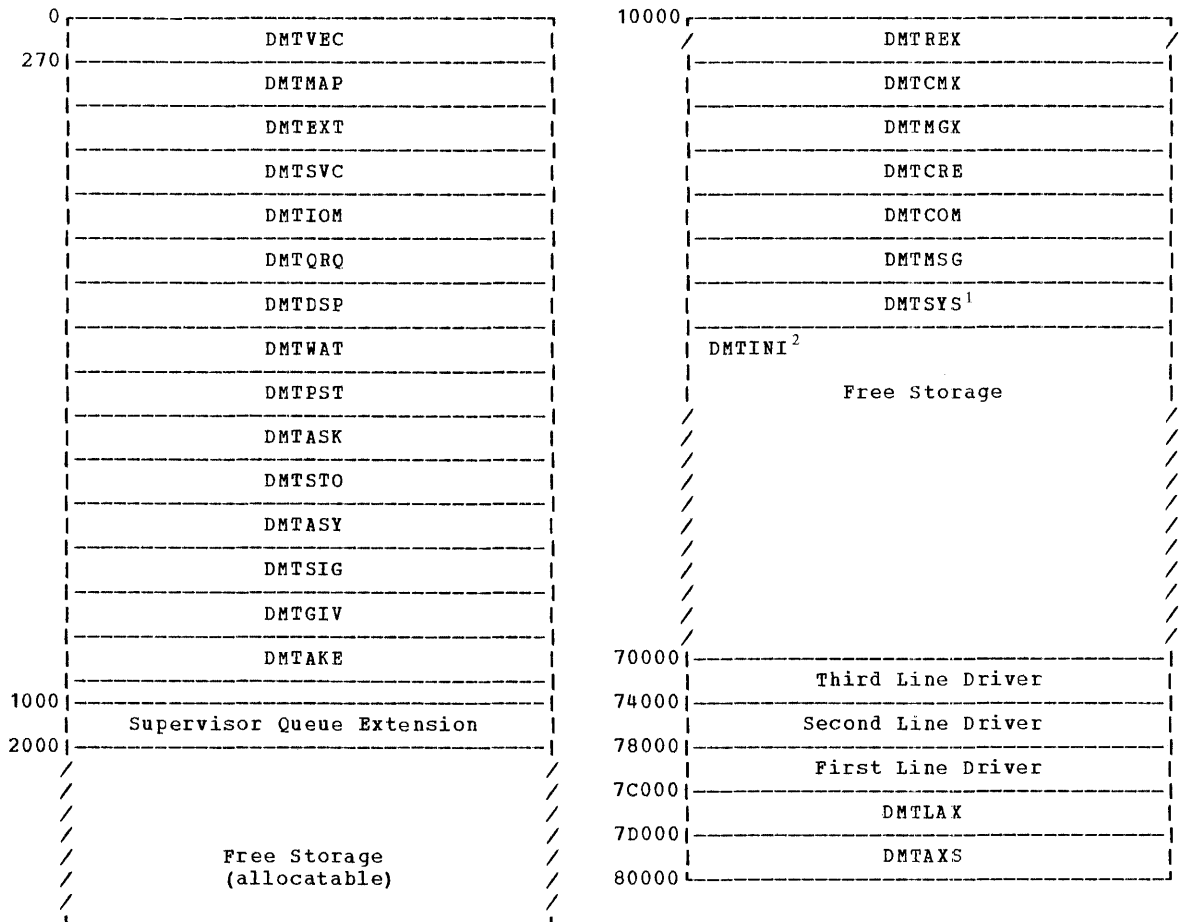 0
DMTVEC
270
DMTMAP
DMTEXT
DMTSVC
DMTIOM
DMTQRQ
DMTDSP
DMTWAT
DMTPST
DMTASK
DMTSTO
DMTASY
DMTSIG
DMTGIV
DMTAKE
1000
Supervisor Queue Extension
2000
Free Storage
(allocatable)
10000
DMTREX
DMTCMX
DMTMGX
DMTCRE
DMTCOM
DMTMSG
DMTSYS¹
DMTINI²
Free Storage
70000
Third Line Driver
74000
Second Line Driver
78000
First Line Driver
7C000
DMTLAX
7D000
DMTAXS
80000